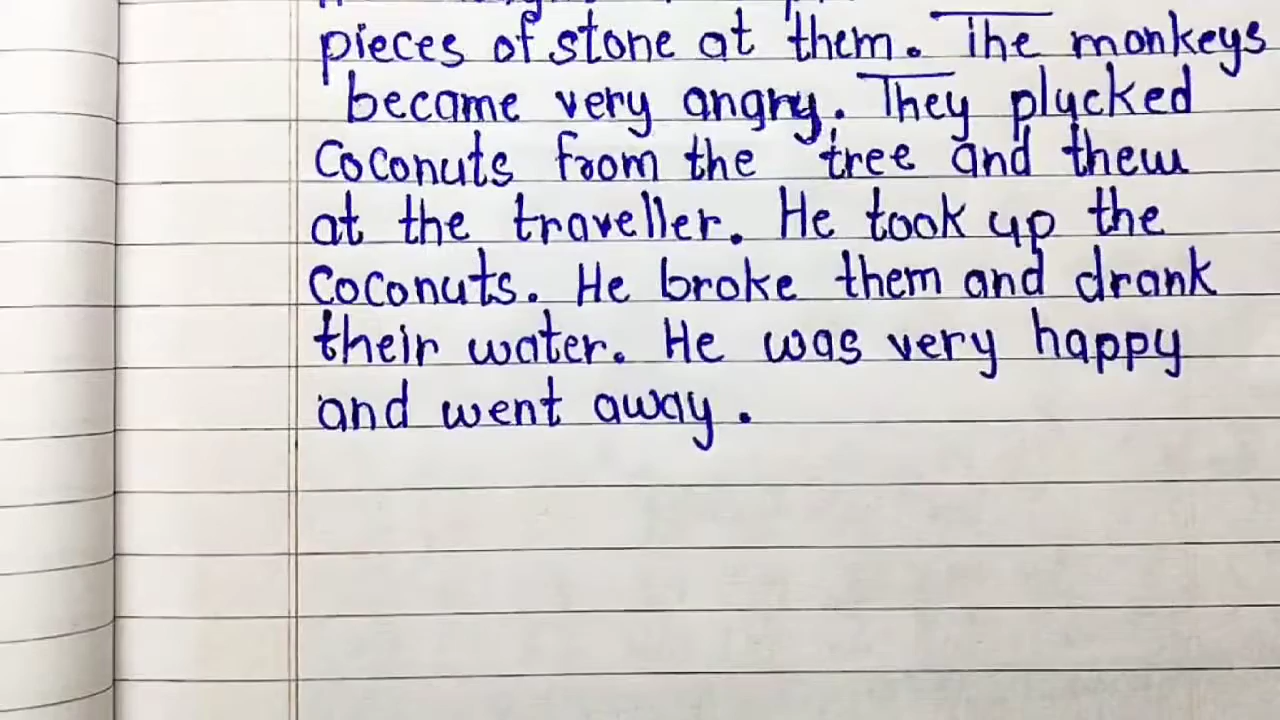 pieces of stone at them. The monkeys
became very angry. They plucked
Coconuts from the tree and them
at the traveller. He took up the
Coconuts. He broke them and drank
their water. He was very happy
and went away.